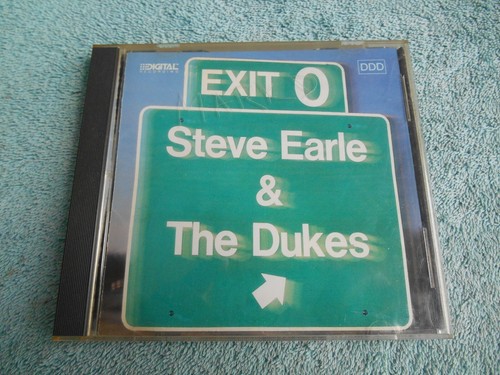 DIGITAL
DDD
EXIT 0
Steve Earle
&
The Dukes